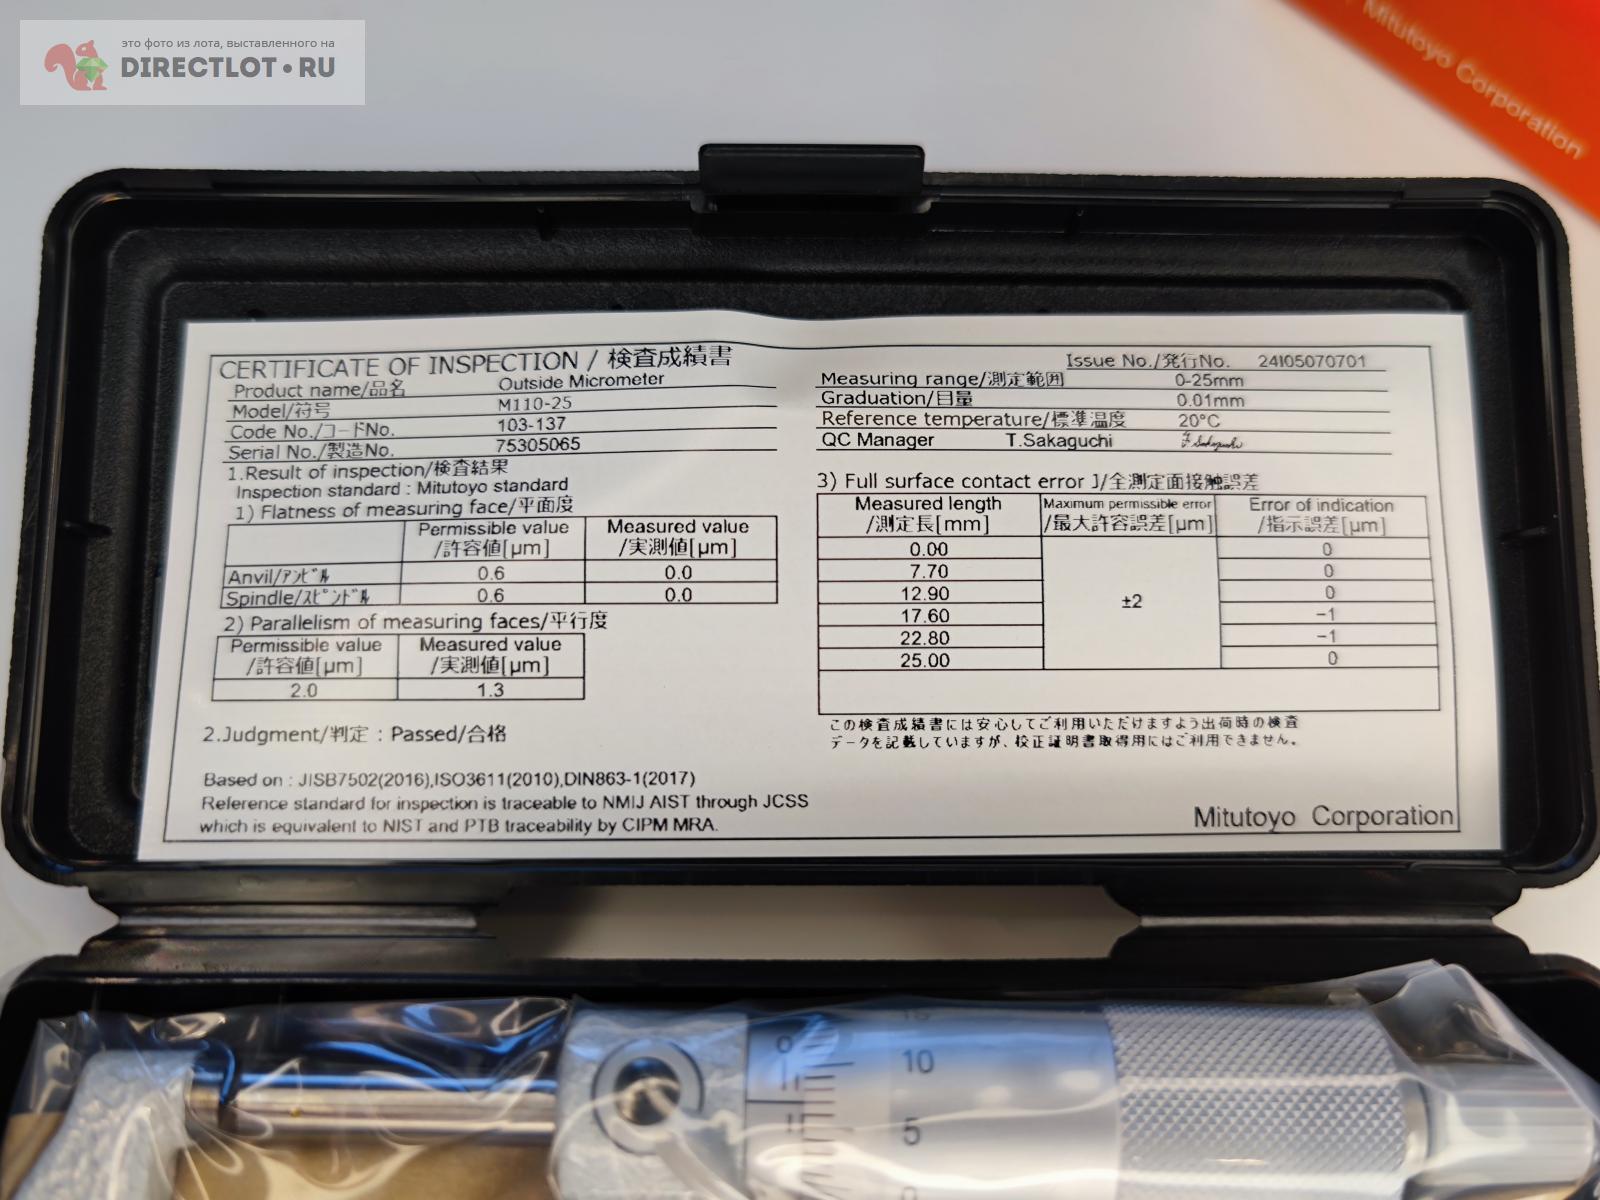 это фото из лота, выставленного на
DIRECTLOT•RU
Mitutoyo Corporation
CERTIFICATE OF INSPECTION / 検査成績書
Product name/品名 Outside Micrometer
Model/符号 M110-25
Code No./コードNo. 103-137
Serial No./製造No. 75305065
1.Result of inspection/検査結果
Inspection standard : Mitutoyo standard
1) Flatness of measuring face/平面度
Permissible value Measured value
/許容値[μm] /実測値[μm]
Anvil/ｱﾝﾋﾞﾙ 0.6 0.0
Spindle/ｽﾋﾟﾝﾄﾞﾙ 0.6 0.0
2) Parallelism of measuring faces/平行度
Permissible value Measured value
/許容値[μm] /実測値[μm]
2.0 1.3
2.Judgment/判定 : Passed/合格
Based on : JISB7502(2016),ISO3611(2010),DIN863-1(2017)
Reference standard for inspection is traceable to NMIJ AIST through JCSS
which is equivalent to NIST and PTB traceability by CIPM MRA.
Issue No./発行No. 24I05070701
Measuring range/測定範囲 0-25mm
Graduation/目量 0.01mm
Reference temperature/標準温度 20°C
QC Manager T.Sakaguchi
3) Full surface contact error J/全測定面接触誤差
Measured length Maximum permissible error Error of indication
/測定長[mm] /最大許容誤差[μm] /指示誤差[μm]
0.00 0
7.70 0
12.90 ±2 0
17.60 −1
22.80 −1
25.00 0
この検査成績書には安心してご利用いただけますよう出荷時の検査
データを記載していますが、校正証明書取得用にはご利用できません。
Mitutoyo Corporation
15
0
10
5
0